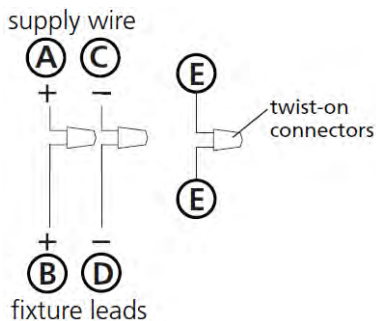 supply wire
A C
+ −
E
twist-on
connectors
E
+ −
B D
fixture leads